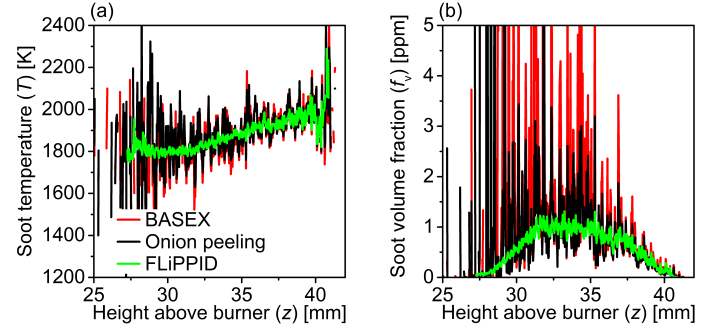 (a)
Soot temperature (T) [K]
2400
2200
2000
1800
1600
1400
1200
BASEX
Onion peeling
FLiPPID
25 30 35 40
Height above burner (z) [mm]
(b)
Soot volume fraction (fv) [ppm]
5
4
3
2
1
0
25 30 35 40
Height above burner (z) [mm]